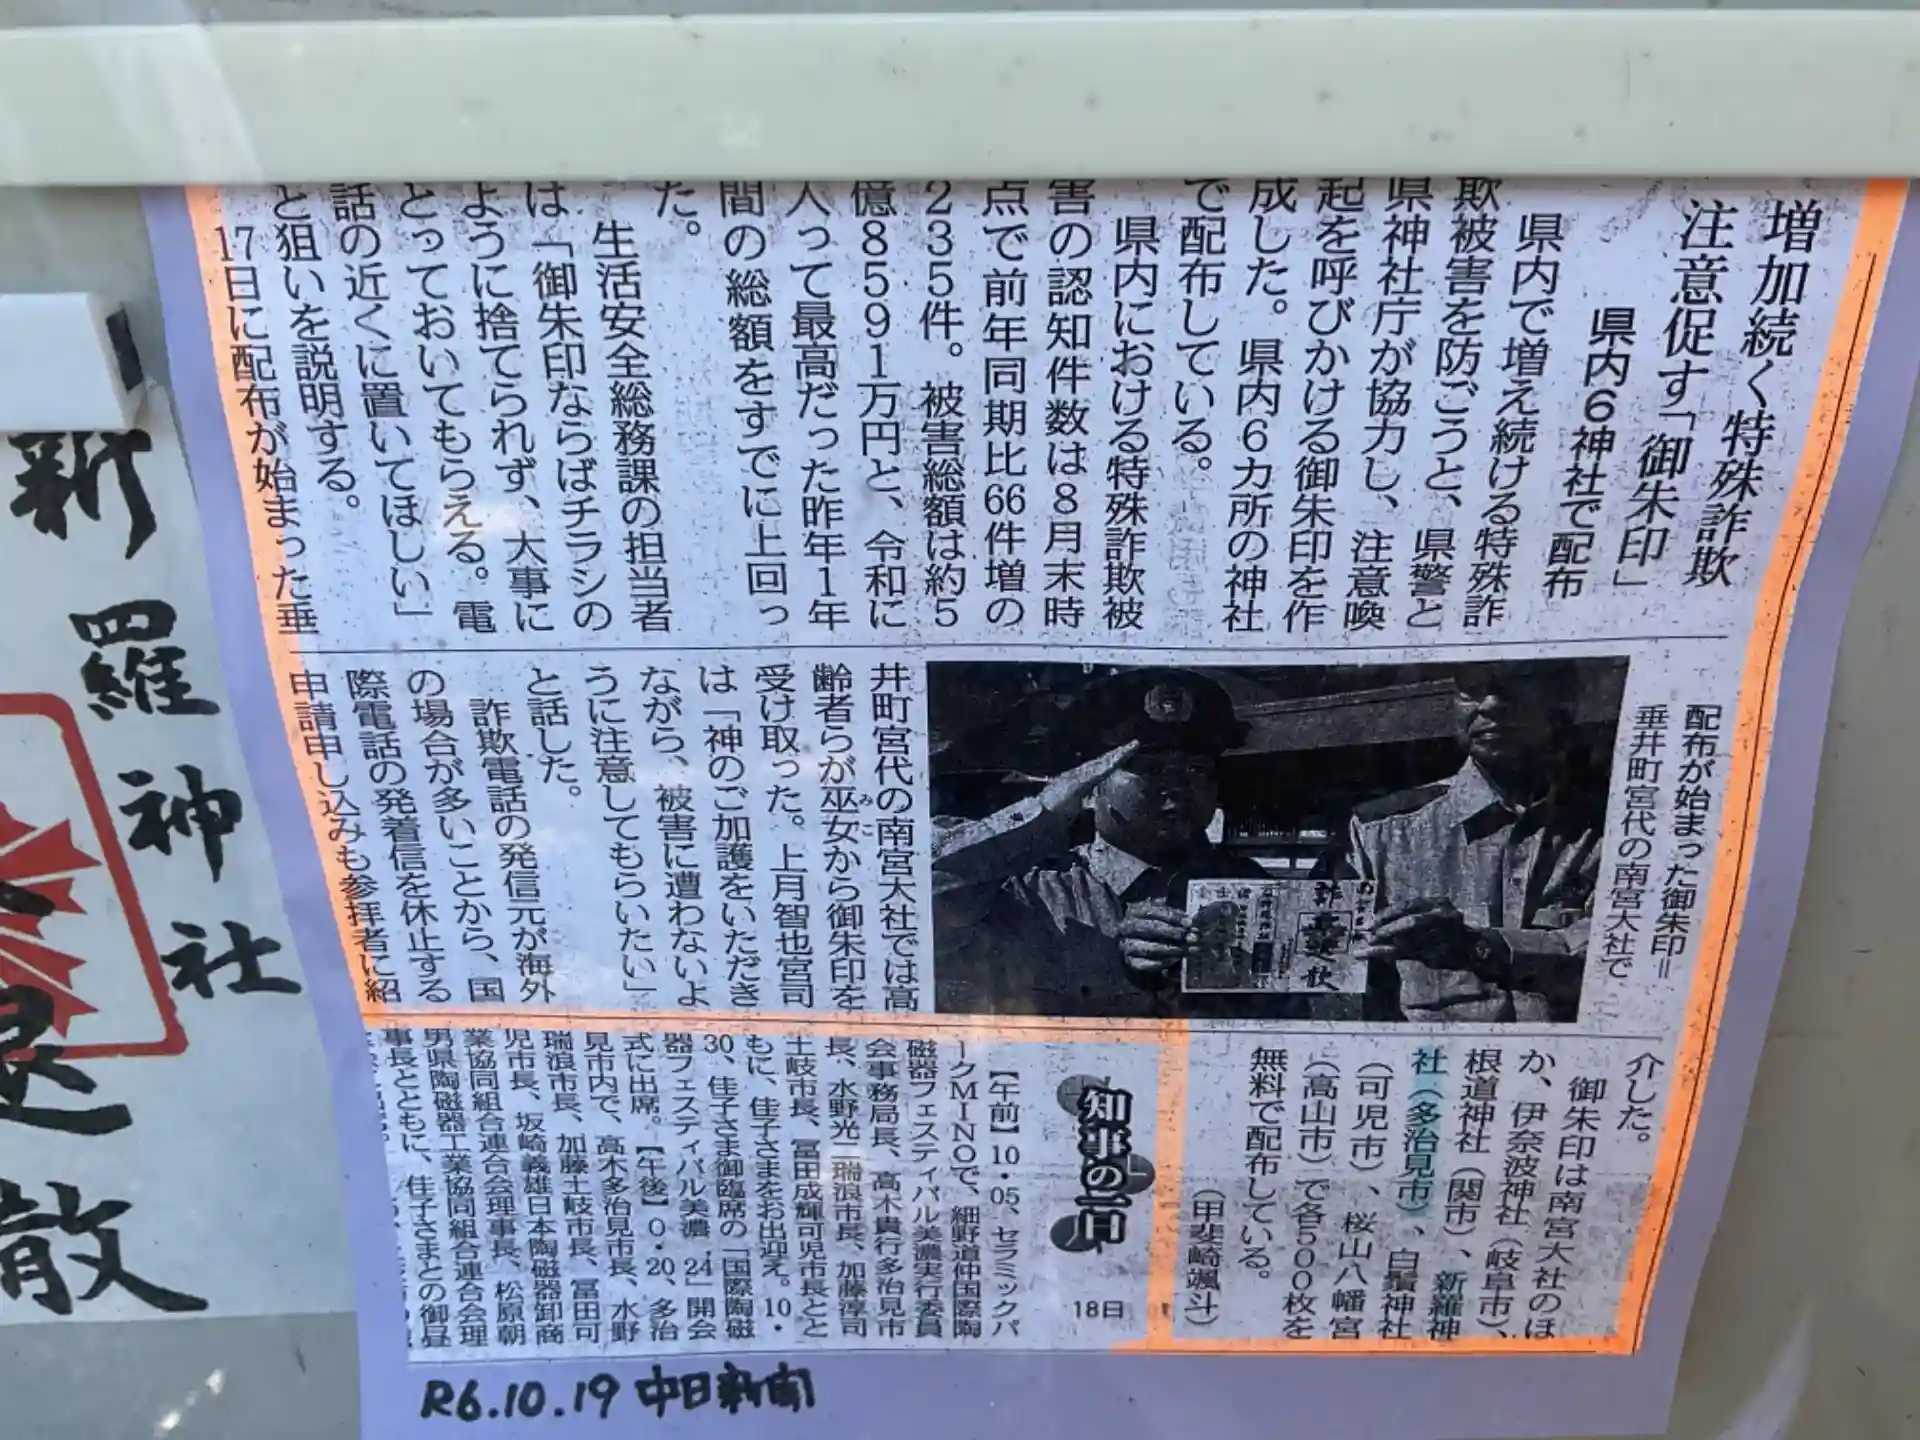 増加続く特殊詐欺
注意促す「御朱印」
県内6神社で配布
県内で増え続ける特殊詐
欺被害を防ごうと、県警と
県神社庁が協力し、注意喚
起を呼びかける御朱印を作
成した。県内6カ所の神社
で配布している。
県内における特殊詐欺被
害の認知件数は8月末時
点で前年同期比66件増の
235件。被害総額は約5
億8591万円と、令和に
入って最高だった昨年1年
間の総額をすでに上回っ
た。
生活安全総務課の担当者
は「御朱印ならばチラシの
ように捨てられず、大事に
とっておいてもらえる。電
話の近くに置いてほしい」
と狙いを説明する。
17日に配布が始まった垂
配布が始まった御朱印=
垂井町宮代の南宮大社で
井町宮代の南宮大社では高
齢者らが巫女から御朱印を
みこ
受け取った。上月智也宮司
は「神のご加護をいただき
ながら、被害に遭わないよ
うに注意してもらいたい」
と話した。
詐欺電話の発信元が海外
の場合が多いことから、国
際電話の発着信を休止する
申請申し込みも参拝者に紹
介した。
御朱印は南宮大社のほ
か、伊奈波神社(岐阜市)、
根道神社(関市)、新羅神
社(多治見市)、白鬚神社
(可児市)、桜山八幡宮
(高山市)で各500枚を
無料で配布している。
(甲斐崎颯斗)
知事の一日
18日
【午前】10・05、セラミックパ
ークMINOで、細野道仲国際陶
磁器フェスティバル美濃実行委員
会事務局長、高木貴行多治見市
長、水野光二瑞浪市長、加藤淳司
土岐市長、冨田成輝可児市長とと
もに、佳子さまをお出迎え。10・
30、佳子さま御臨席の「国際陶磁
器フェスティバル美濃'24」開会
式に出席。【午後】0・20、多治
見市内で、高木多治見市長、水野
瑞浪市長、加藤土岐市長、冨田可
児市長、坂崎義雄日本陶磁器卸商
業協同組合連合会理事長、松原朝
男県陶磁器工業協同組合連合会理
事長とともに、佳子さまとの御昼
R6.10.19 中日新聞
新羅神社
退散